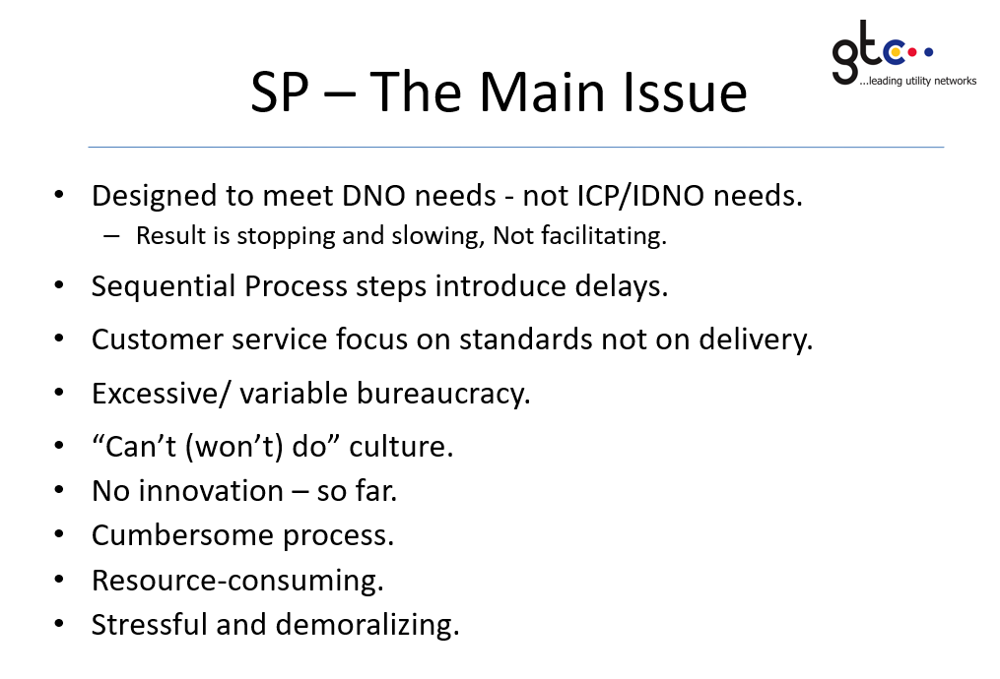 gtc
...leading utility networks
SP – The Main Issue
• Designed to meet DNO needs - not ICP/IDNO needs.
– Result is stopping and slowing, Not facilitating.
• Sequential Process steps introduce delays.
• Customer service focus on standards not on delivery.
• Excessive/ variable bureaucracy.
• “Can’t (won’t) do” culture.
• No innovation – so far.
• Cumbersome process.
• Resource-consuming.
• Stressful and demoralizing.